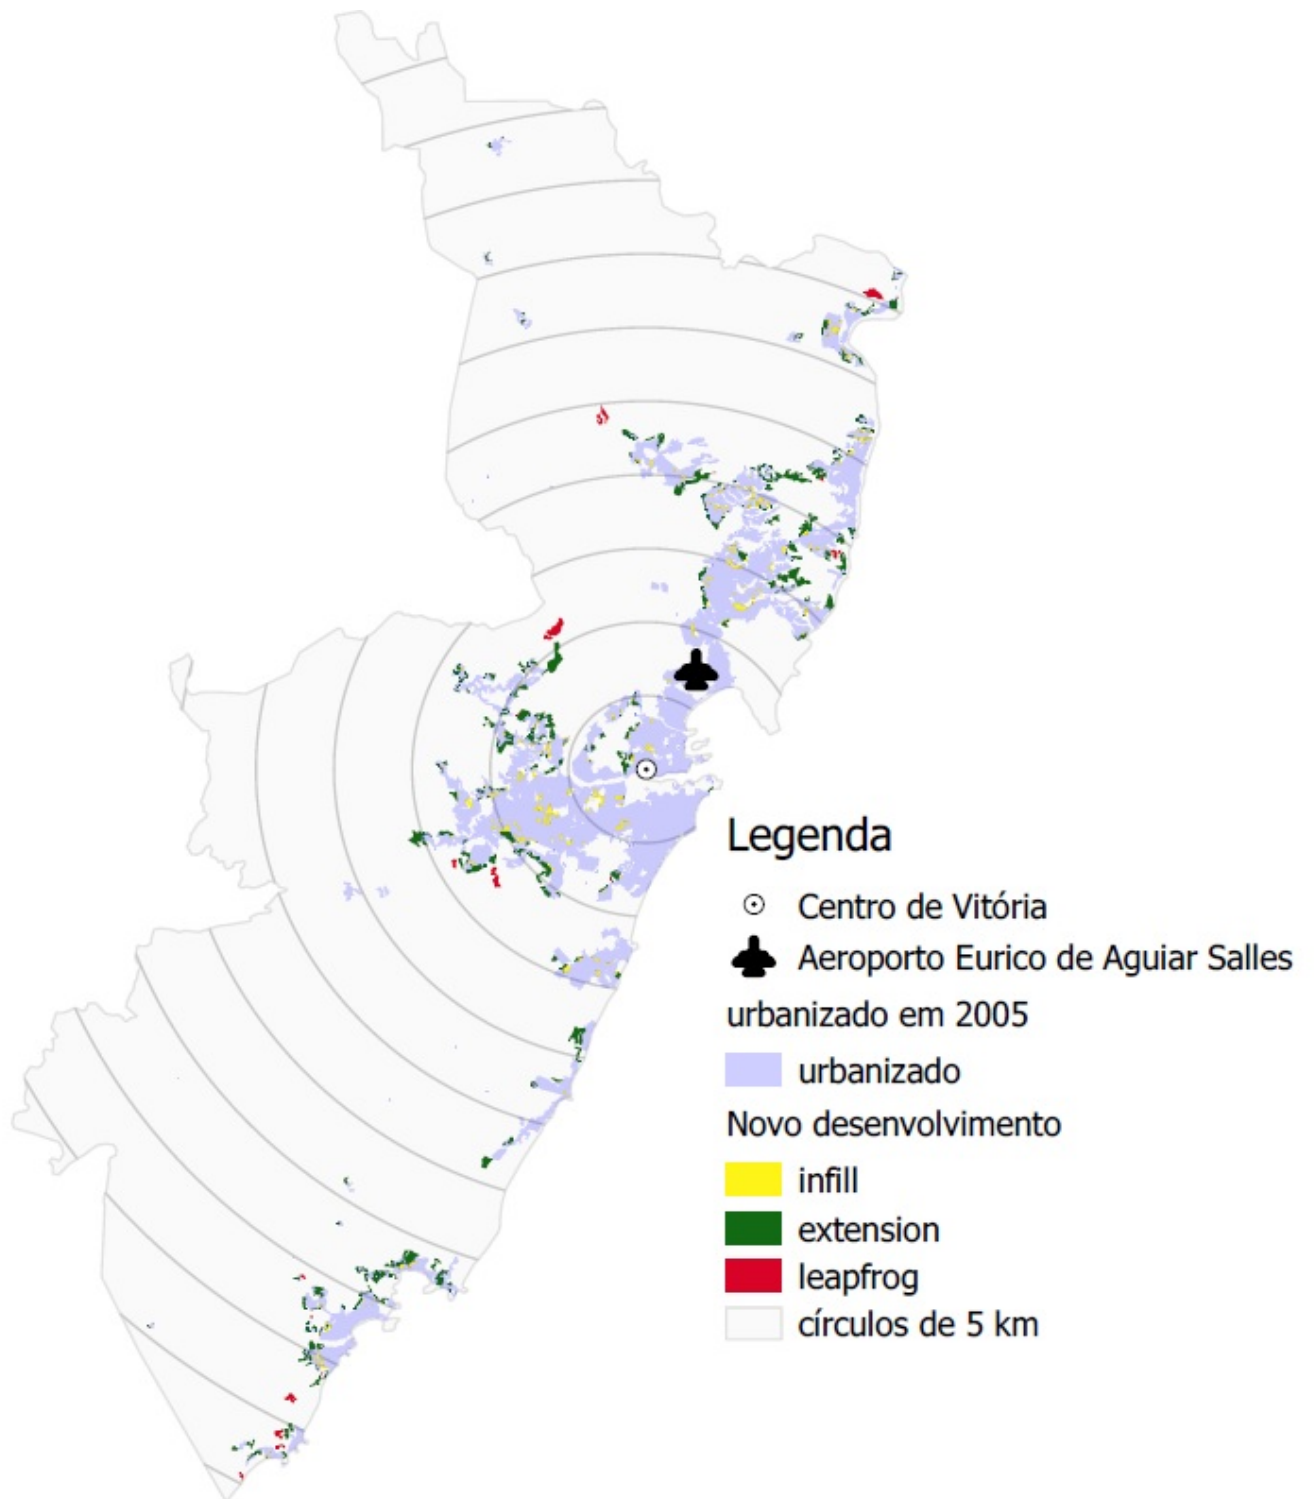 Legenda
Centro de Vitória
Aeroporto Eurico de Aguiar Salles
urbanizado em 2005
urbanizado
Novo desenvolvimento
infill
extension
leapfrog
círculos de 5 km